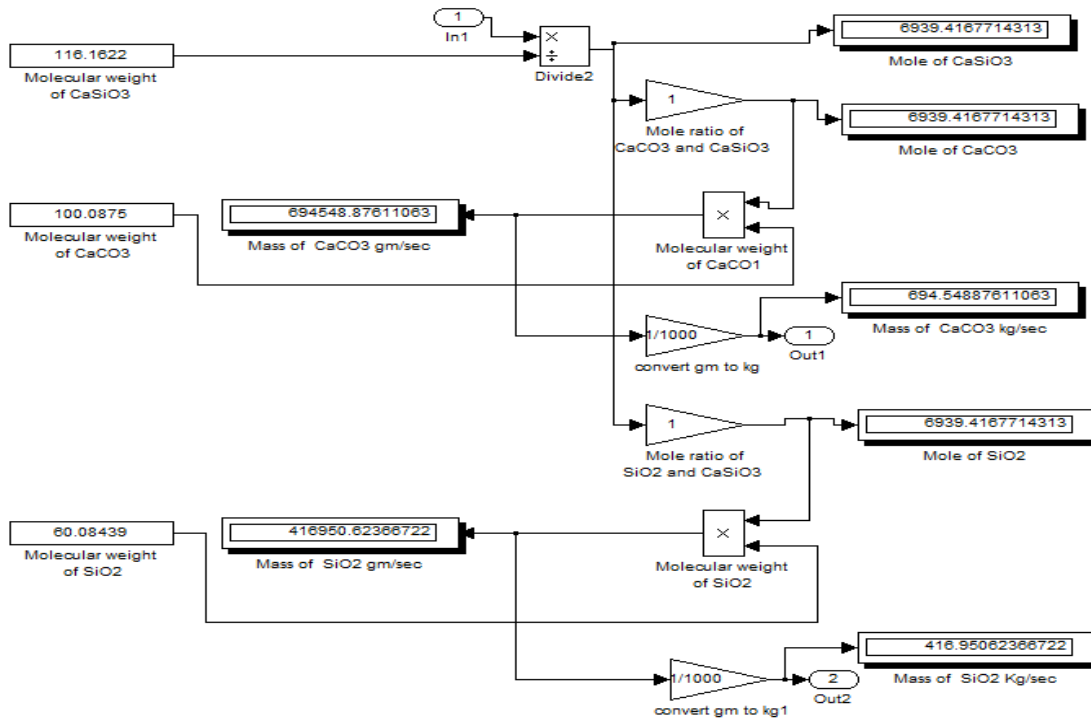 1
In1
116.1622
Molecular weight
of CaSiO3
×
÷
Divide2
6939.4167714313
Mole of CaSiO3
1
Mole ratio of
CaCO3 and CaSiO3
6939.4167714313
Mole of CaCO3
100.0875
Molecular weight
of CaCO3
694548.87611063
Mass of  CaCO3 gm/sec
×
Molecular weight
of CaCO1
694.54887611063
Mass of  CaCO3 kg/sec
1/1000
convert gm to kg
1
Out1
1
Mole ratio of
SiO2 and CaSiO3
6939.4167714313
Mole of SiO2
60.08439
Molecular weight
of SiO2
416950.62366722
Mass of  SiO2 gm/sec
×
Molecular weight
of SiO2
416.95062366722
Mass of  SiO2 Kg/sec
1/1000
convert gm to kg1
2
Out2